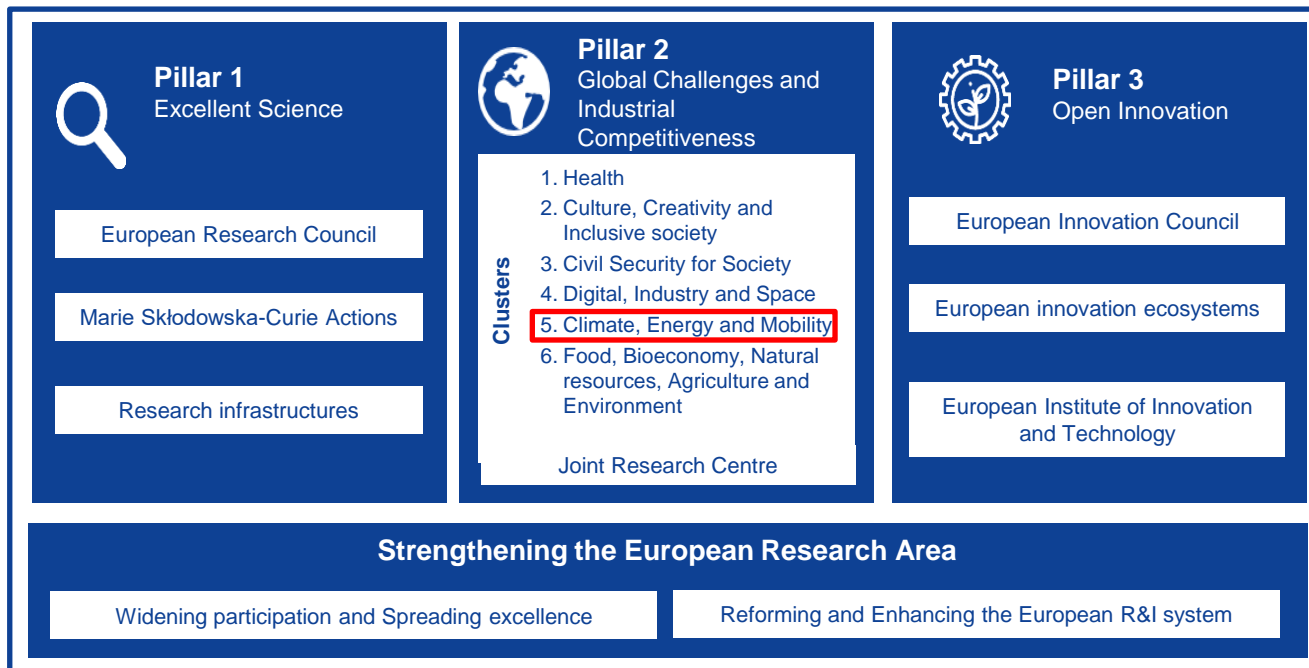 Pillar 1
Excellent Science
European Research Council
Marie Skłodowska-Curie Actions
Research infrastructures
Pillar 2
Global Challenges and
Industrial
Competitiveness
Clusters
1. Health
2. Culture, Creativity and
Inclusive society
3. Civil Security for Society
4. Digital, Industry and Space
5. Climate, Energy and Mobility
6. Food, Bioeconomy, Natural
resources, Agriculture and
Environment
Joint Research Centre
Pillar 3
Open Innovation
European Innovation Council
European innovation ecosystems
European Institute of Innovation
and Technology
Strengthening the European Research Area
Widening participation and Spreading excellence
Reforming and Enhancing the European R&I system